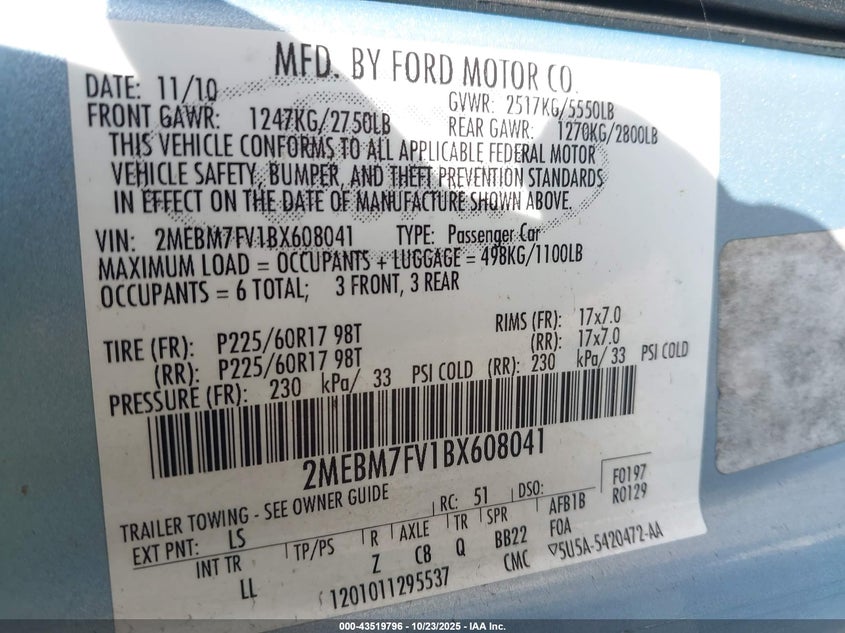 MFD. BY FORD MOTOR CO.
DATE: 11/10
GVWR: 2517KG/5550LB
FRONT GAWR: 1247KG/2750LB
REAR GAWR: 1270KG/2800LB
THIS VEHICLE CONFORMS TO ALL APPLICABLE FEDERAL MOTOR
VEHICLE SAFETY, BUMPER, AND THEFT PREVENTION STANDARDS
IN EFFECT ON THE DATE OF MANUFACTURE SHOWN ABOVE.
VIN: 2MEBM7FV1BX608041 TYPE: Passenger Car
MAXIMUM LOAD = OCCUPANTS + LUGGAGE = 498KG/1100LB
OCCUPANTS = 6 TOTAL; 3 FRONT, 3 REAR
TIRE (FR): P225/60R17 98T RIMS (FR): 17x7.0
(RR): P225/60R17 98T (RR): 17x7.0
PRESSURE (FR): 230 kPa/ 33 PSI COLD (RR): 230 kPa/ 33 PSI COLD
2MEBM7FV1BX608041
TRAILER TOWING - SEE OWNER GUIDE
RC: 51 DSO:
F0197
R0129
EXT PNT: LS TP/PS R AXLE TR SPR AFB1B
INT TR Z C8 Q BB22 FOA
LL CMC
1201011295537
5U5A-5420472-AA
000-43519796 - 10/23/2025 - IAA Inc.